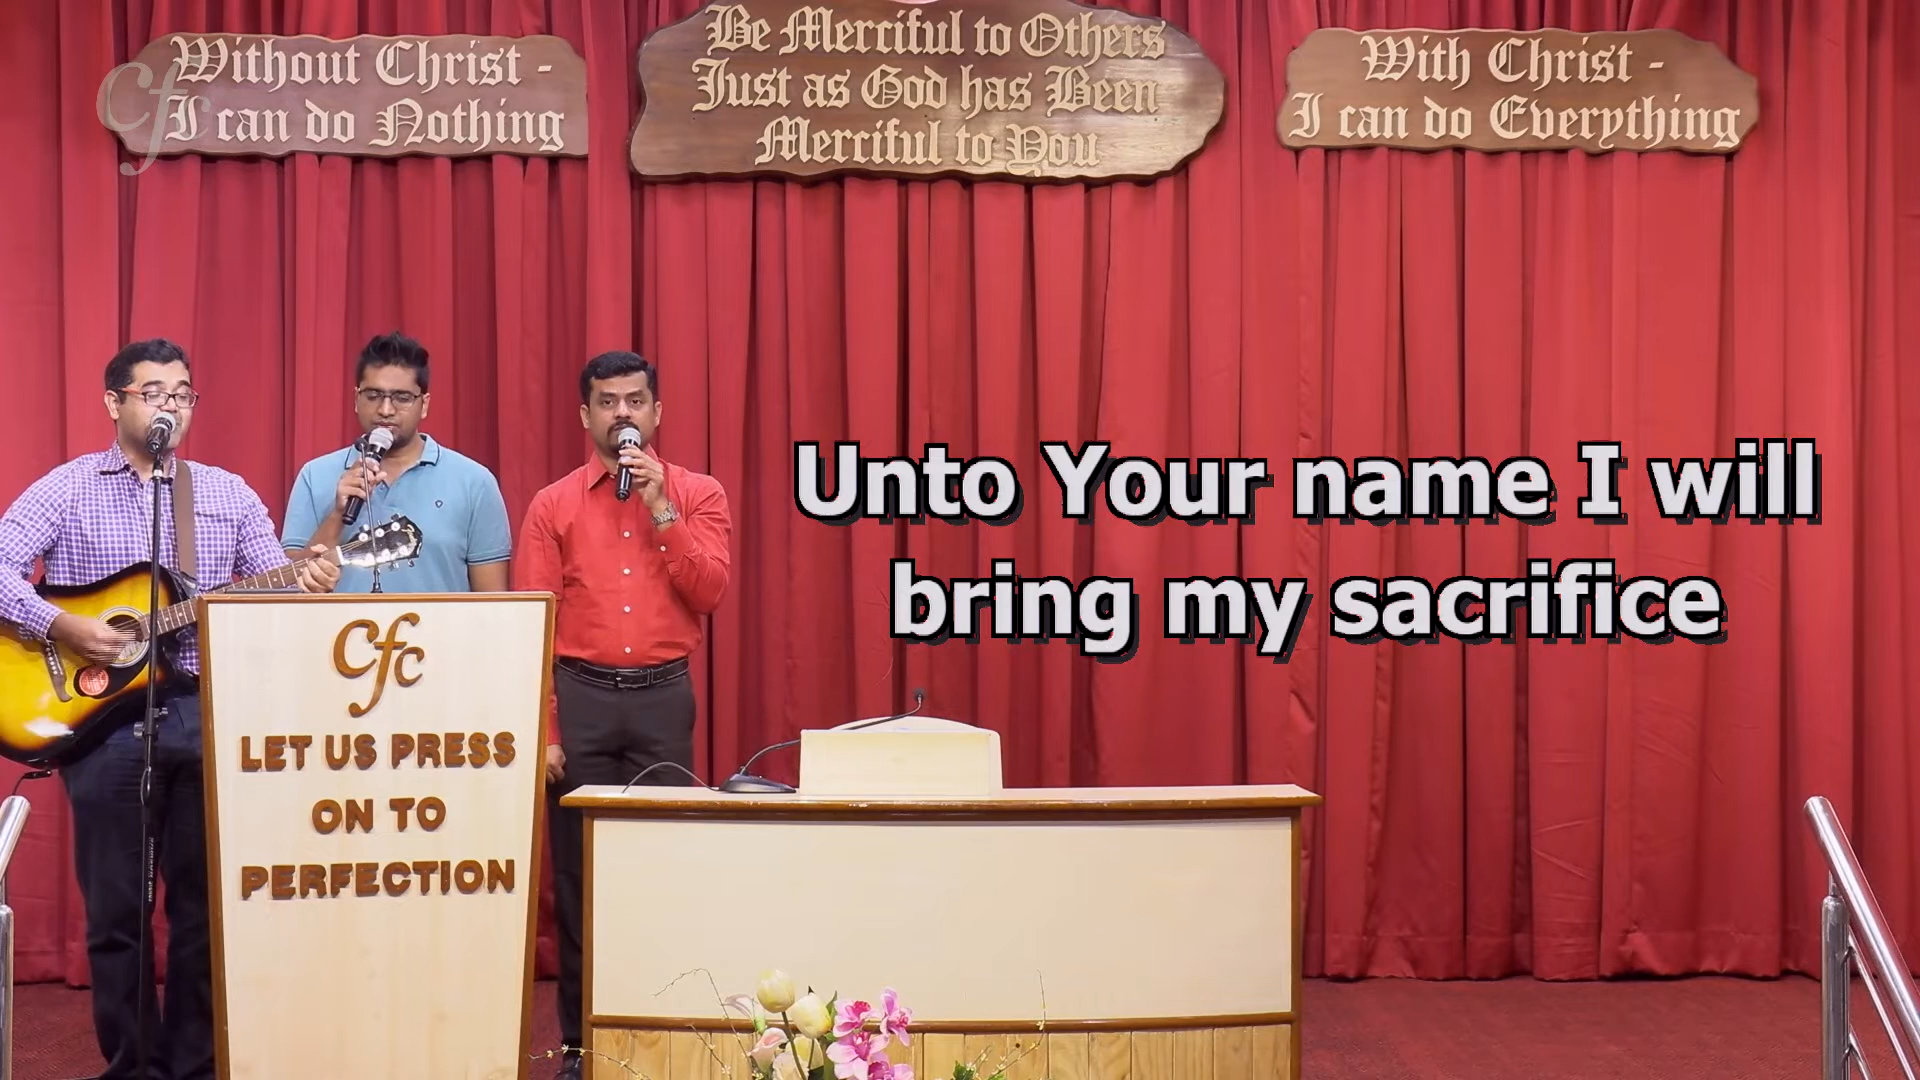 Without Christ -
I can do Nothing
Be Merciful to Others
Just as God has Been
Merciful to You
With Christ -
I can do Everything
cfc
Unto Your name I will
bring my sacrifice
cfc
LET US PRESS
ON TO
PERFECTION